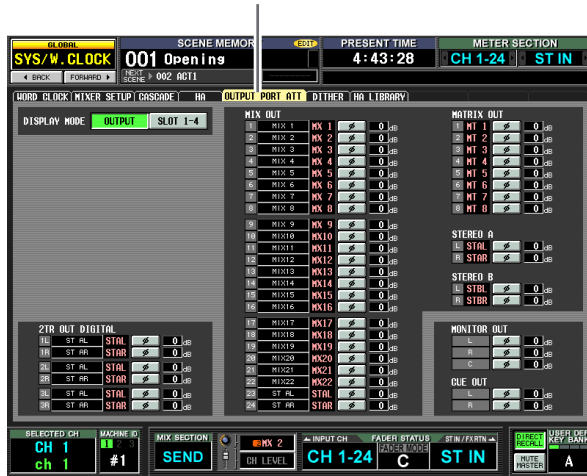 GLOBAL
SYS/W.CLOCK
BACK FORWARD
SCENE MEMORY EDIT
001 Opening
NEXT SCENE 002 ACT1
PRESENT TIME
4:43:28
METER SECTION
CH 1-24 ST IN
WORD CLOCK MIXER SETUP CASCADE HA OUTPUT PORT ATT DITHER HA LIBRARY
DISPLAY MODE OUTPUT SLOT 1-4
MIX OUT
1 MIX 1 MX 1 ø 0 dB
2 MIX 2 MX 2 ø 0 dB
3 MIX 3 MX 3 ø 0 dB
4 MIX 4 MX 4 ø 0 dB
5 MIX 5 MX 5 ø 0 dB
6 MIX 6 MX 6 ø 0 dB
7 MIX 7 MX 7 ø 0 dB
8 MIX 8 MX 8 ø 0 dB
9 MIX 9 MX 9 ø 0 dB
10 MIX10 MX10 ø 0 dB
11 MIX11 MX11 ø 0 dB
12 MIX12 MX12 ø 0 dB
13 MIX13 MX13 ø 0 dB
14 MIX14 MX14 ø 0 dB
15 MIX15 MX15 ø 0 dB
16 MIX16 MX16 ø 0 dB
17 MIX17 MX17 ø 0 dB
18 MIX18 MX18 ø 0 dB
19 MIX19 MX19 ø 0 dB
20 MIX20 MX20 ø 0 dB
21 MIX21 MX21 ø 0 dB
22 MIX22 MX22 ø 0 dB
23 ST AL STAL ø 0 dB
24 ST AR STAR ø 0 dB
MATRIX OUT
1 MT 1 ø 0 dB
2 MT 2 ø 0 dB
3 MT 3 ø 0 dB
4 MT 4 ø 0 dB
5 MT 5 ø 0 dB
6 MT 6 ø 0 dB
7 MT 7 ø 0 dB
8 MT 8 ø 0 dB
STEREO A
L STAL ø 0 dB
R STAR ø 0 dB
STEREO B
L STBL ø 0 dB
R STBR ø 0 dB
2TR OUT DIGITAL
1L ST AL STAL ø 0 dB
1R ST AR STAR ø 0 dB
2L ST AL STAL ø 0 dB
2R ST AR STAR ø 0 dB
3L ST AL STAL ø 0 dB
3R ST AR STAR ø 0 dB
MONITOR OUT
L ø 0 dB
R ø 0 dB
C ø 0 dB
CUE OUT
L ø 0 dB
R ø 0 dB
SELECTED CH
CH 1
ch 1
MACHINE ID
1 2 3
#1
MIX SECTION
SEND
MX 2
CH LEVEL
INPUT CH FADER STATUS ST IN/FXRTN
CH 1-24
FADER MODE
C
ST IN
DIRECT RECALL
MUTE MASTER
USER DEF
KEY BANK
A